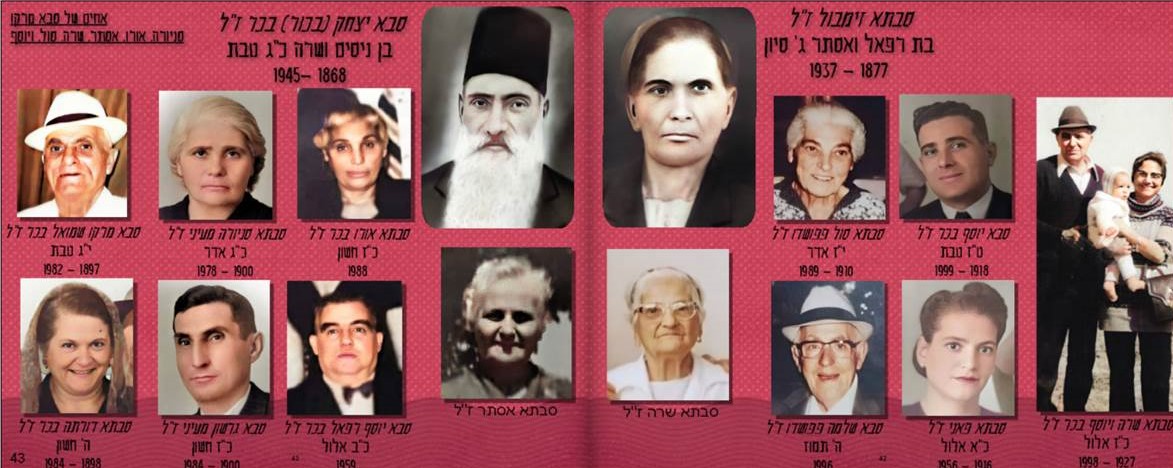 אחים של סבא מרקו
סניורה, אורו, אסתר, שרה, סול, ויוסף
סבא יצחק (בכור) בכר ז"ל
בן ניסים ושרה כ"ג טבת
1945 – 1868
סבתא זימבול ז"ל
בת רפאל ואסתר ג' סיון
1937 – 1877
סבא מרקו שמואל בכר ז"ל
י"ג טבת
1982 – 1897
סבתא סניורה מעיני ז"ל
כ"ג אדר
1978 – 1900
סבתא אורו בכר ז"ל
כ"ז חשון
1988
סבתא סול פפושדו ז"ל
י"ז אדר
1989 – 1910
סבא יוסף בכר ז"ל
ט"ז טבת
1999 – 1918
סבתא דורתה בכר ז"ל
ה' חשון
1984 – 1898
סבא גרשון מעיני ז"ל
כ"ז חשון
1984 – 1900
סבא יוסף רפאל בכר ז"ל
כ"ב אלול
1959
סבתא אסתר ז"ל
סבתא שרה ז"ל
סבא שלמה פפושדו ז"ל
ה' תמוז
1996
סבתא פאני ז"ל
כ"א אלול
1956 – 1916
סבתא שרה ויוסף בכר ז"ל
כ"ז אלול
1998 – 1927
43
43
42